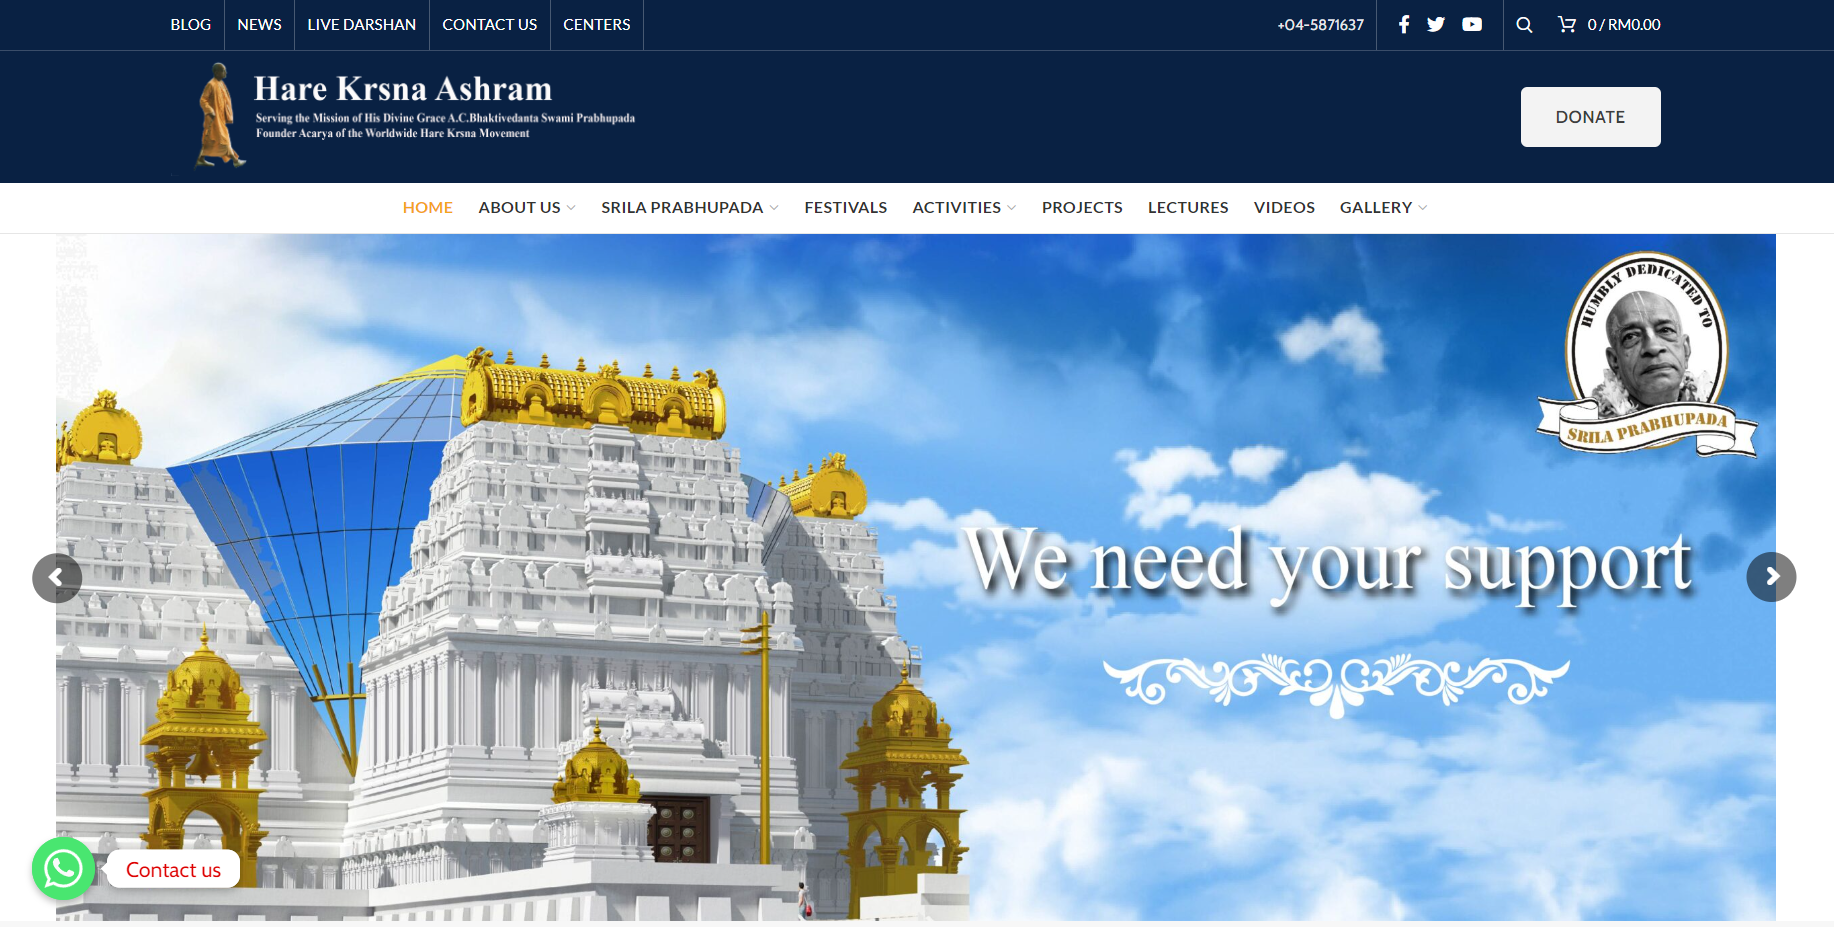 BLOG NEWS LIVE DARSHAN CONTACT US CENTERS +04-5871637 0 / RM0.00
Hare Krsna Ashram
Serving the Mission of His Divine Grace A.C.Bhaktivedanta Swami Prabhupada
Founder Acarya of the Worldwide Hare Krsna Movement
DONATE
HOME ABOUT US SRILA PRABHUPADA FESTIVALS ACTIVITIES PROJECTS LECTURES VIDEOS GALLERY
HUMBLY DEDICATED TO
SRILA PRABHUPADA
We need your support
Contact us